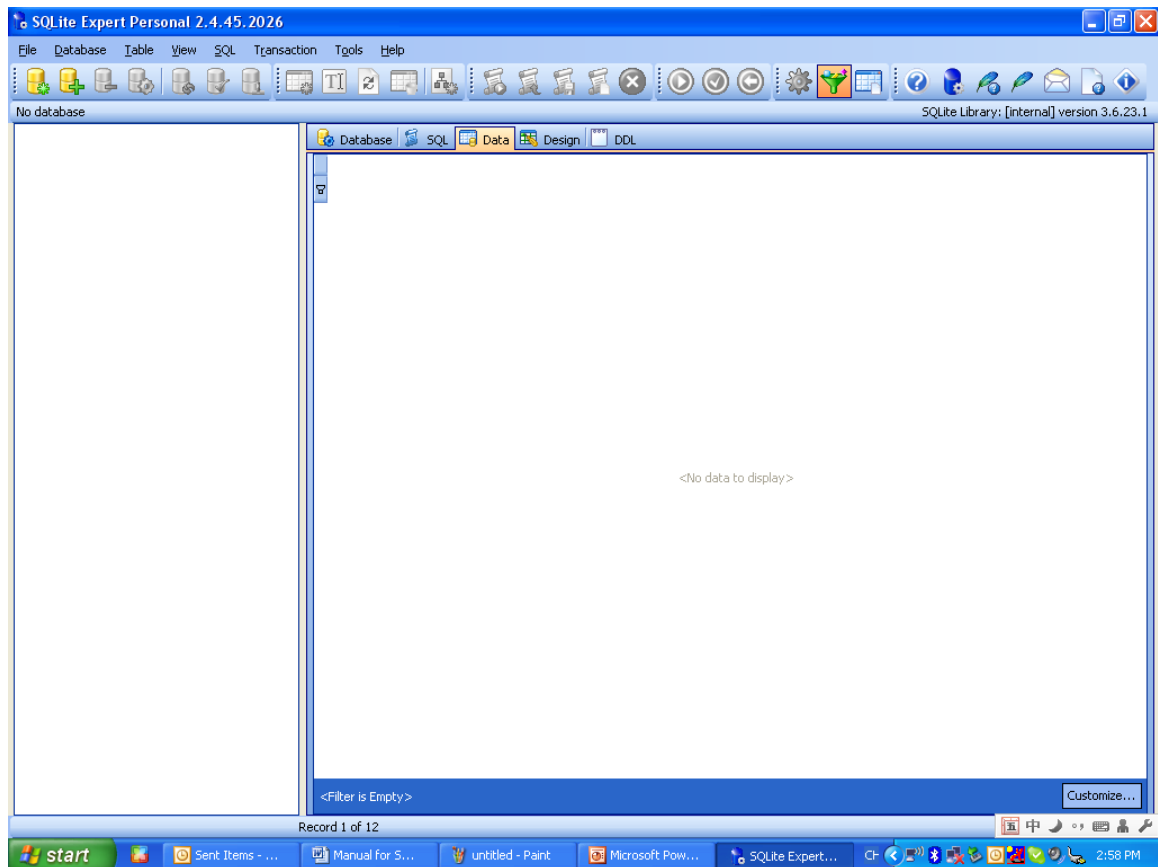 SQLite Expert Personal 2.4.45.2026
File Database Table View SQL Transaction Tools Help
No database SQLite Library: [internal] version 3.6.23.1
Database SQL Data Design DDL
<No data to display>
<Filter is Empty> Customize...
Record 1 of 12
五 中
start Sent Items - ... Manual for S... untitled - Paint Microsoft Pow... SQLite Expert... CH 2:58 PM